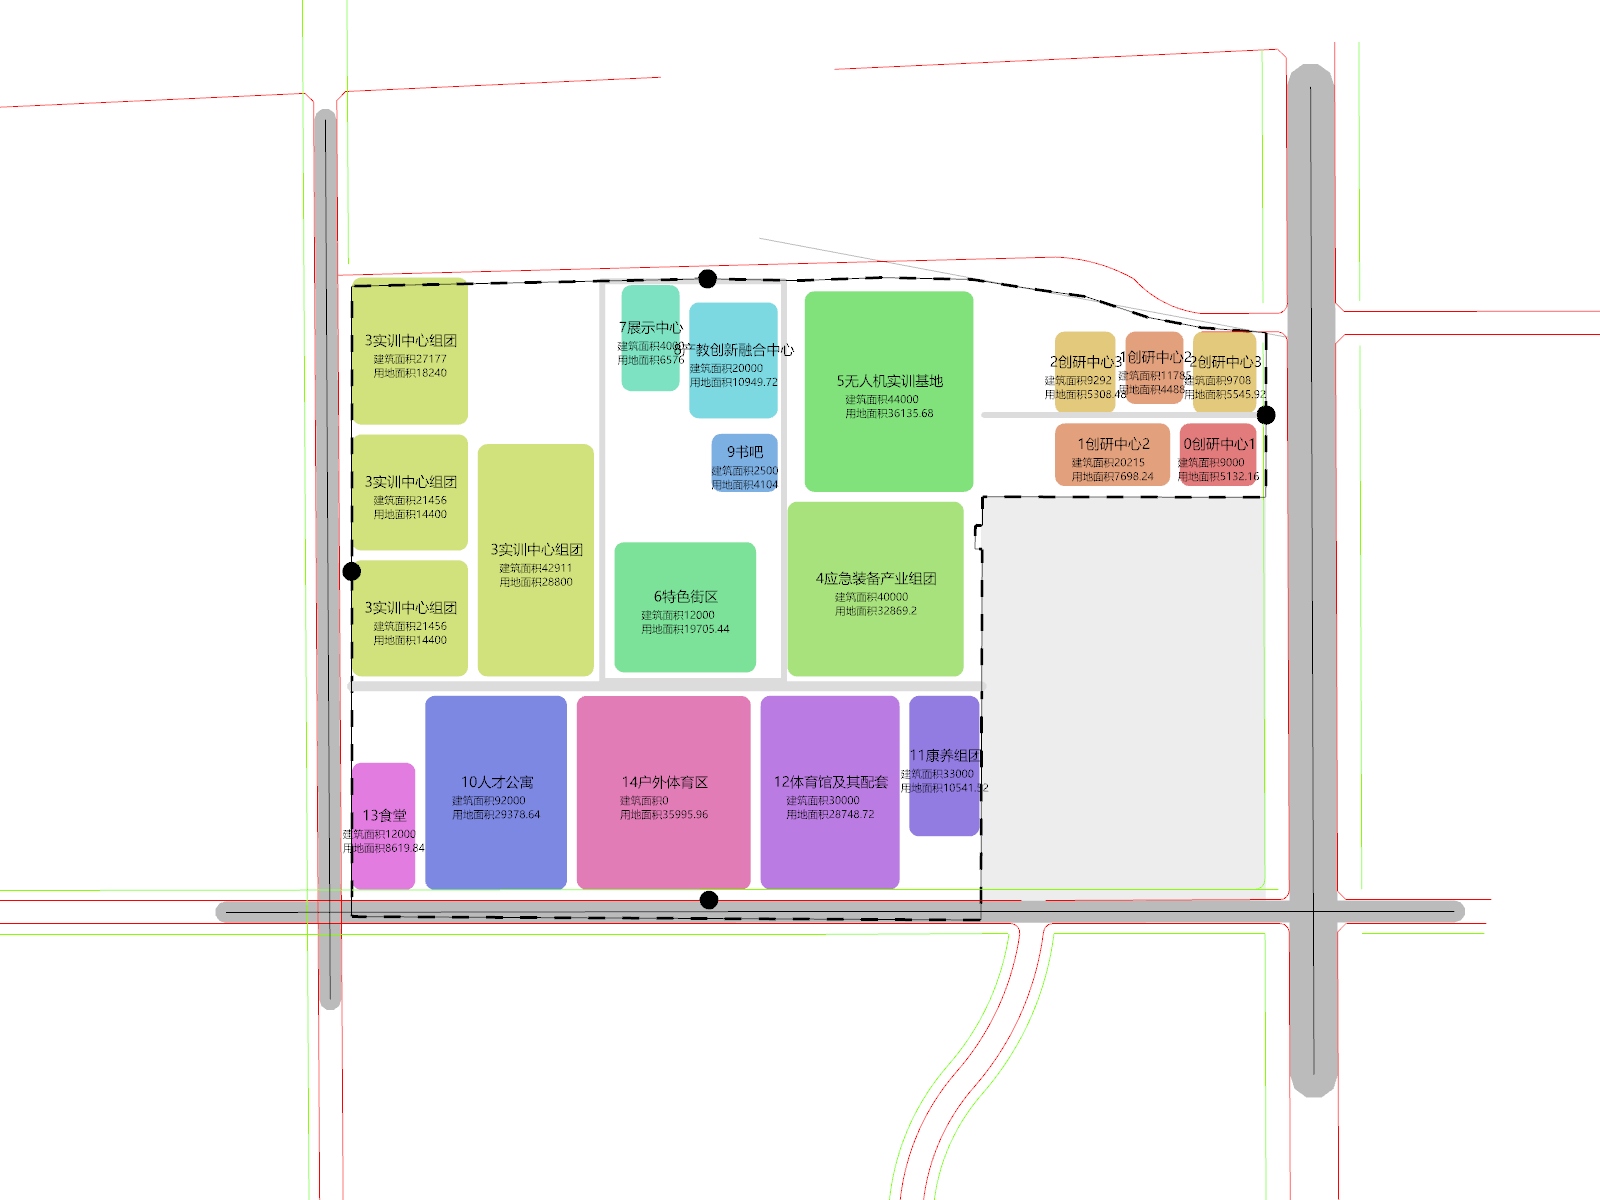 3实训中心组团
建筑面积27177
用地面积18240
7展示中心
建筑面积4000
用地面积6576
8产教创新融合中心
建筑面积20000
用地面积10949.72
5无人机实训基地
建筑面积44000
用地面积36135.68
2创研中心3
建筑面积9292
用地面积5308.48
1创研中心2
建筑面积11785
用地面积4488
2创研中心3
建筑面积9708
用地面积5545.92
9书吧
建筑面积2500
用地面积4104
1创研中心2
建筑面积20215
用地面积7698.24
0创研中心1
建筑面积9000
用地面积5132.16
3实训中心组团
建筑面积21456
用地面积14400
3实训中心组团
建筑面积42911
用地面积28800
3实训中心组团
建筑面积21456
用地面积14400
6特色街区
建筑面积12000
用地面积19705.44
4应急装备产业组团
建筑面积40000
用地面积32869.2
13食堂
建筑面积12000
用地面积8619.84
10人才公寓
建筑面积92000
用地面积29378.64
14户外体育区
建筑面积0
用地面积35995.96
12体育馆及其配套
建筑面积30000
用地面积28748.72
11康养组团
建筑面积33000
用地面积10541.52